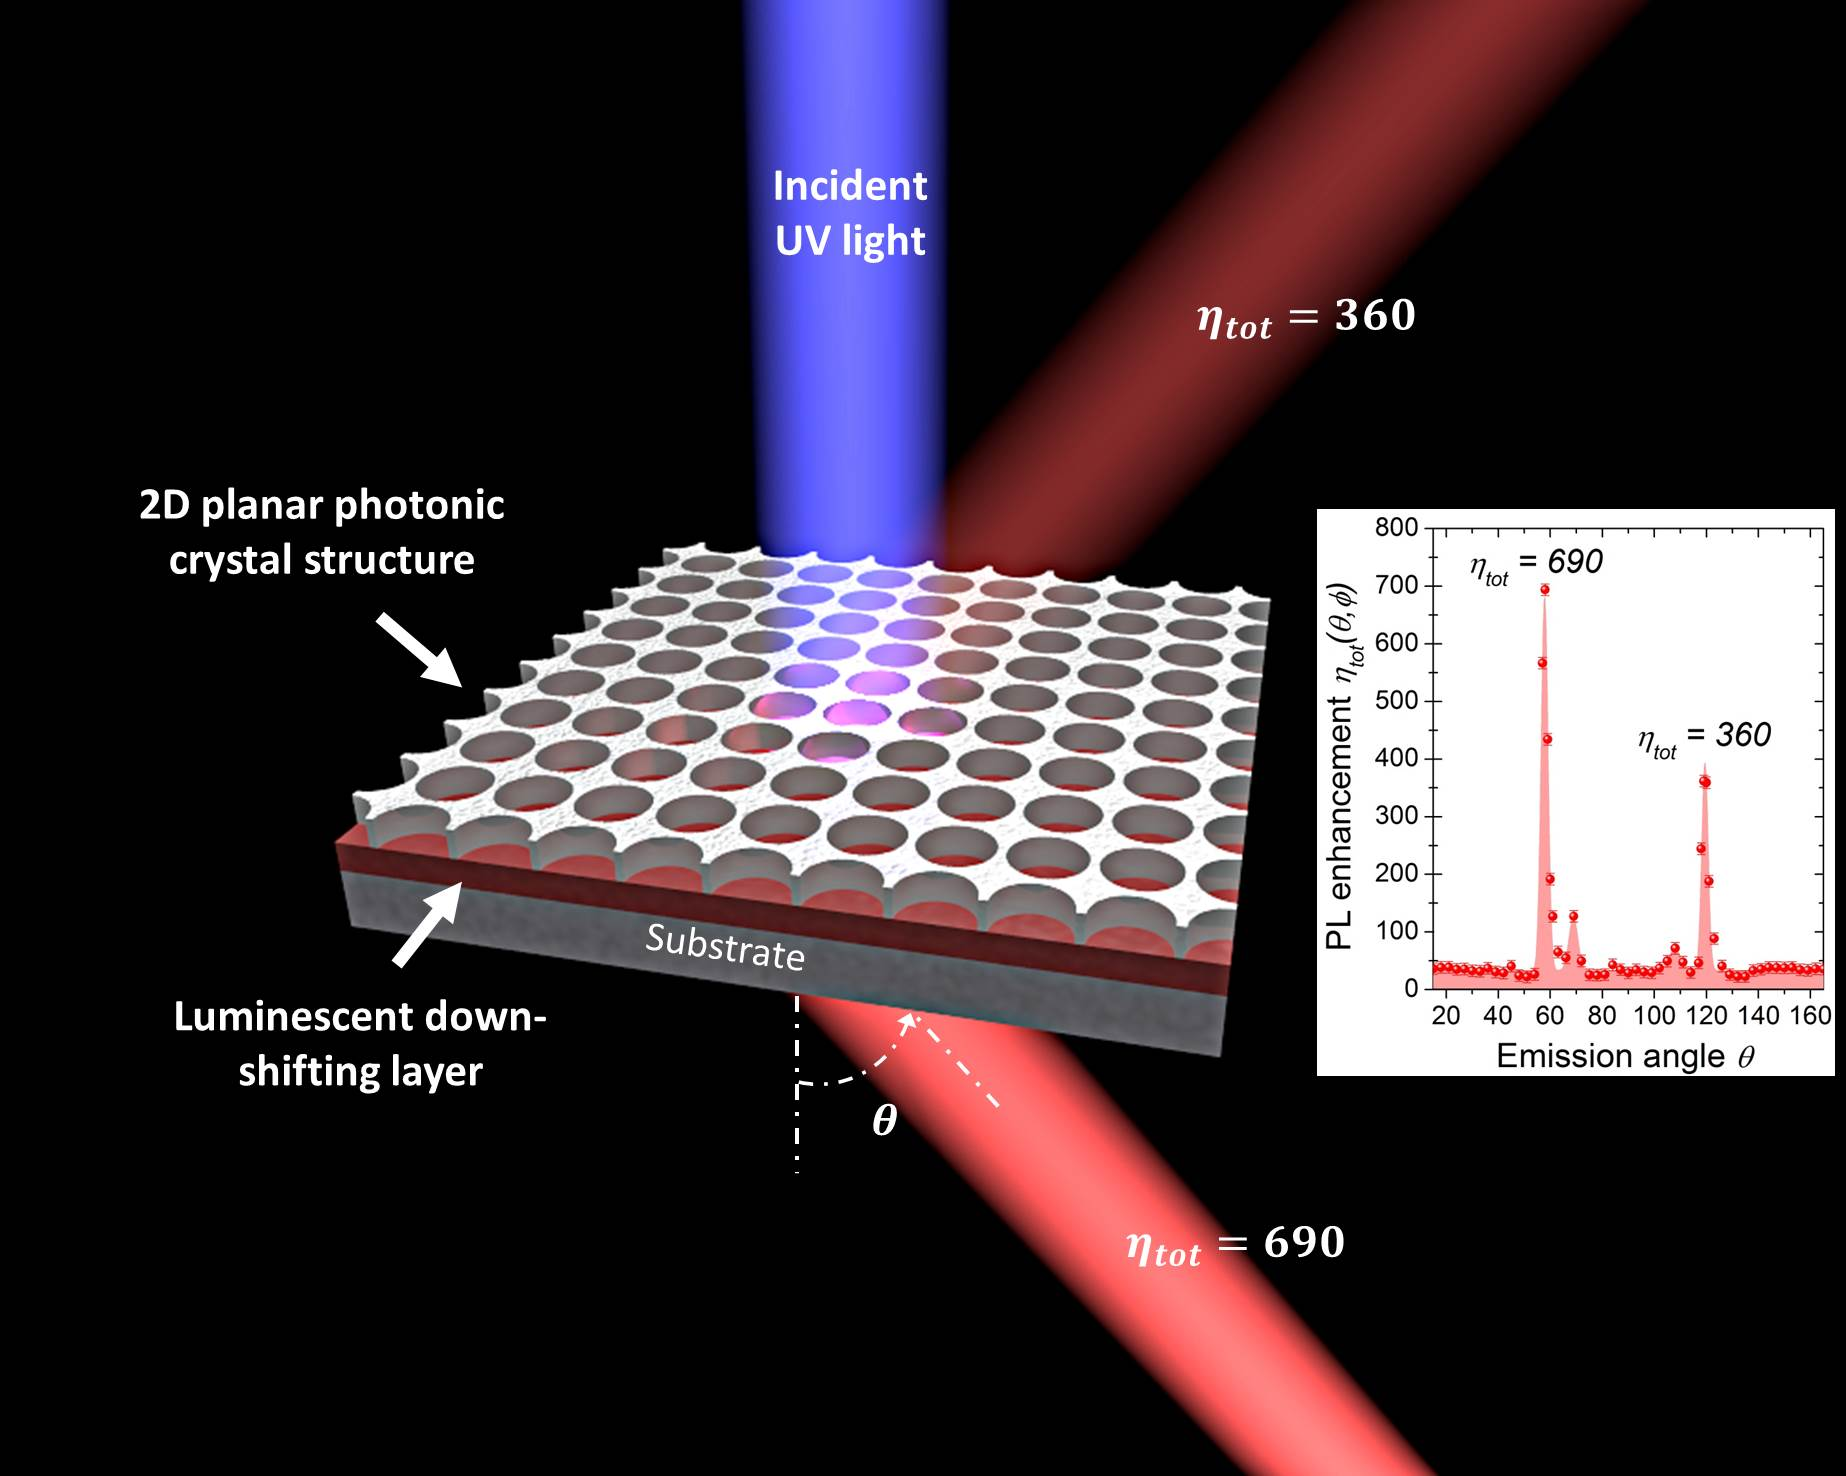 Incident
UV light
η_tot = 360
2D planar photonic
crystal structure
Luminescent down-
shifting layer
Substrate
θ
η_tot = 690
PL enhancement η_tot(θ,ϕ)
800
700
600
500
400
300
200
100
0
η_tot = 690
η_tot = 360
20 40 60 80 100 120 140 160
Emission angle θ